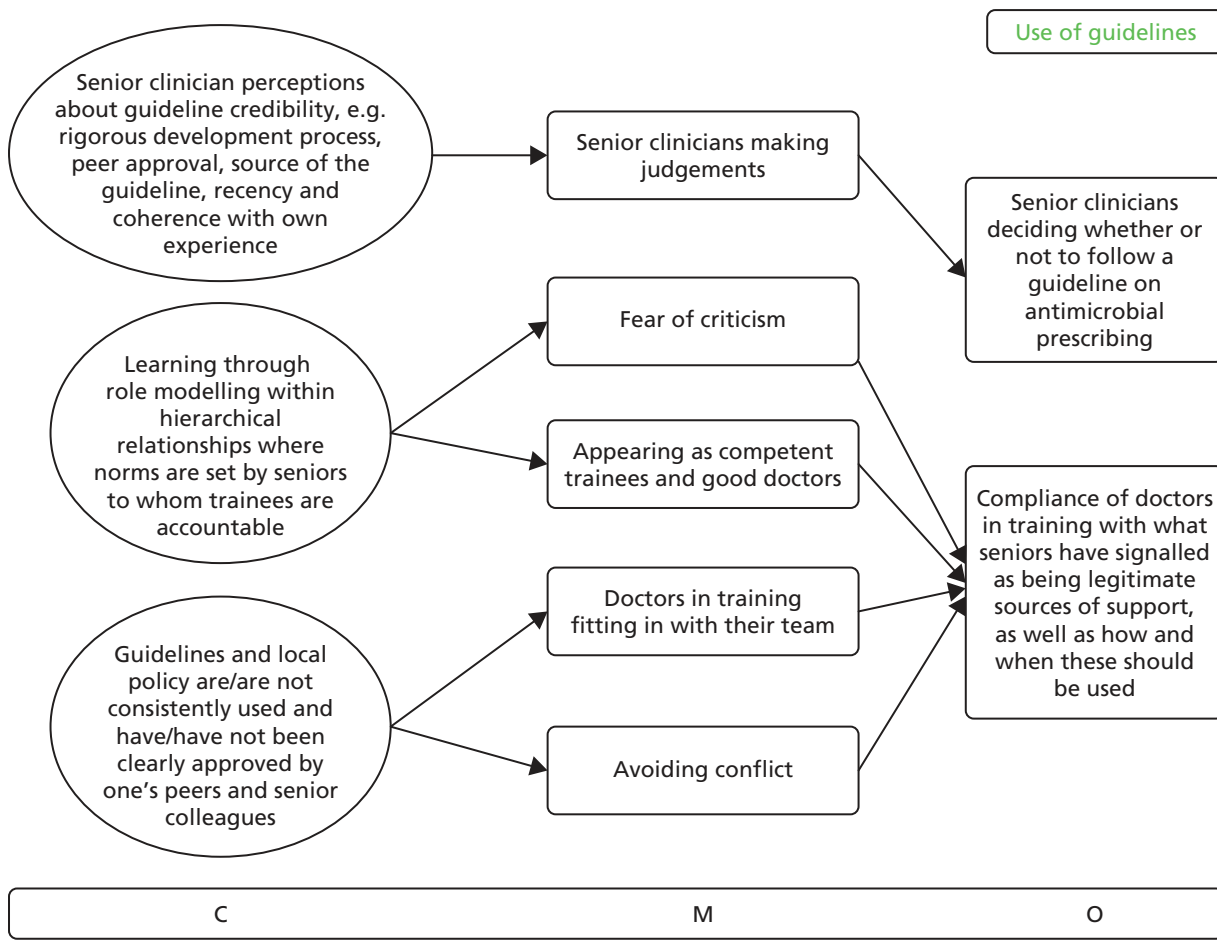 Use of guidelines
Senior clinician perceptions
about guideline credibility, e.g.
rigorous development process,
peer approval, source of the
guideline, recency and
coherence with own
experience
Senior clinicians making
judgements
Senior clinicians
deciding whether or
not to follow a
guideline on
antimicrobial
prescribing
Learning through
role modelling within
hierarchical
relationships where
norms are set by seniors
to whom trainees are
accountable
Fear of criticism
Appearing as competent
trainees and good doctors
Guidelines and local
policy are/are not
consistently used and
have/have not been
clearly approved by
one's peers and senior
colleagues
Doctors in training
fitting in with their team
Avoiding conflict
Compliance of doctors
in training with what
seniors have signalled
as being legitimate
sources of support,
as well as how and
when these should
be used
C
M
O